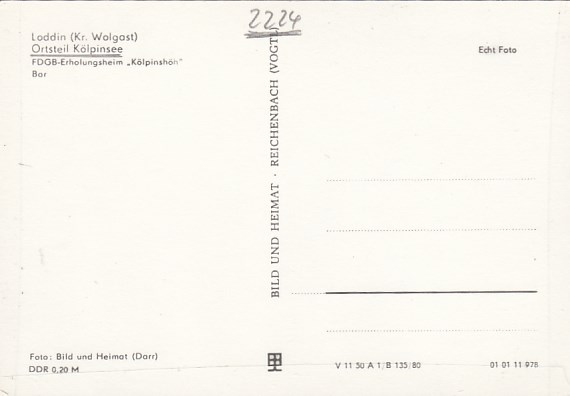 Loddin (Kr. Wolgast)
Ortsteil Kölpinsee
FDGB-Erholungsheim „Kölpinshöh"
Bar
2224
Echt Foto
BILD UND HEIMAT · REICHENBACH (VOGTL
Foto: Bild und Heimat (Darr)
DDR 0,20 M
V 11 50 A 1/B 135/80
01 01 11 978